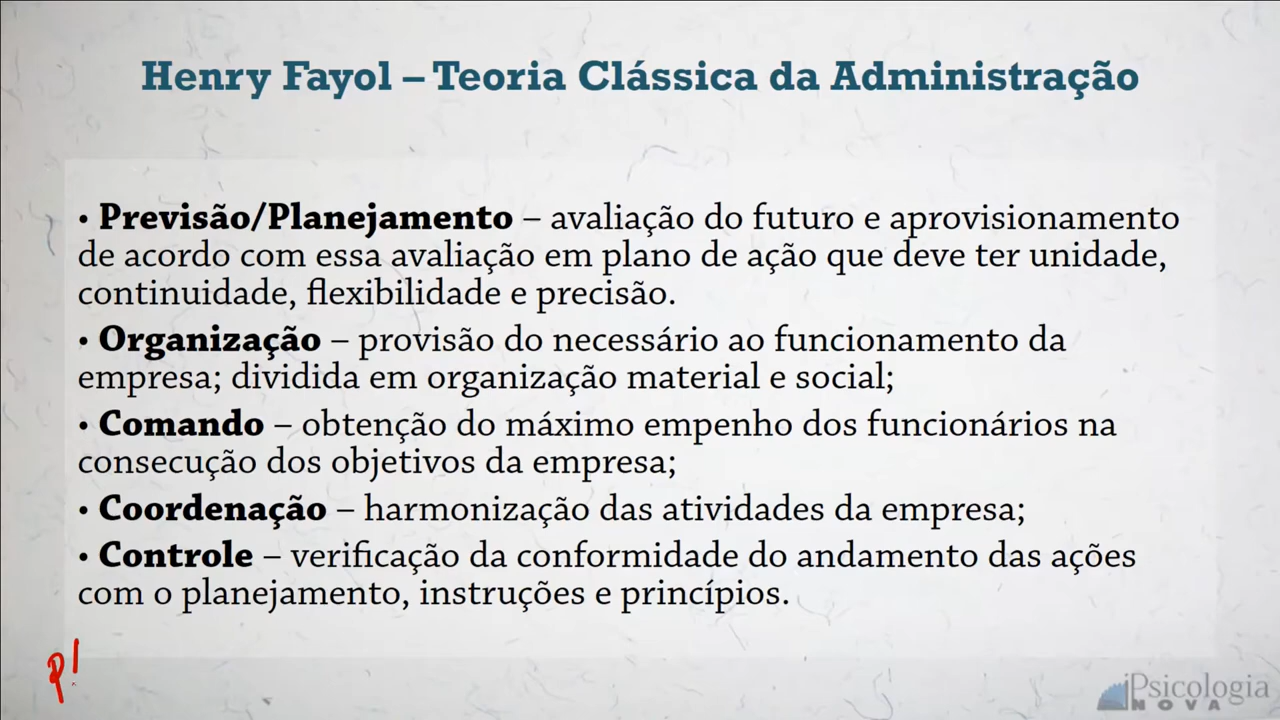 Henry Fayol – Teoria Clássica da Administração
• Previsão/Planejamento – avaliação do futuro e aprovisionamento
de acordo com essa avaliação em plano de ação que deve ter unidade,
continuidade, flexibilidade e precisão.
• Organização – provisão do necessário ao funcionamento da
empresa; dividida em organização material e social;
• Comando – obtenção do máximo empenho dos funcionários na
consecução dos objetivos da empresa;
• Coordenação – harmonização das atividades da empresa;
• Controle – verificação da conformidade do andamento das ações
com o planejamento, instruções e princípios.
Psicologia
NOVA